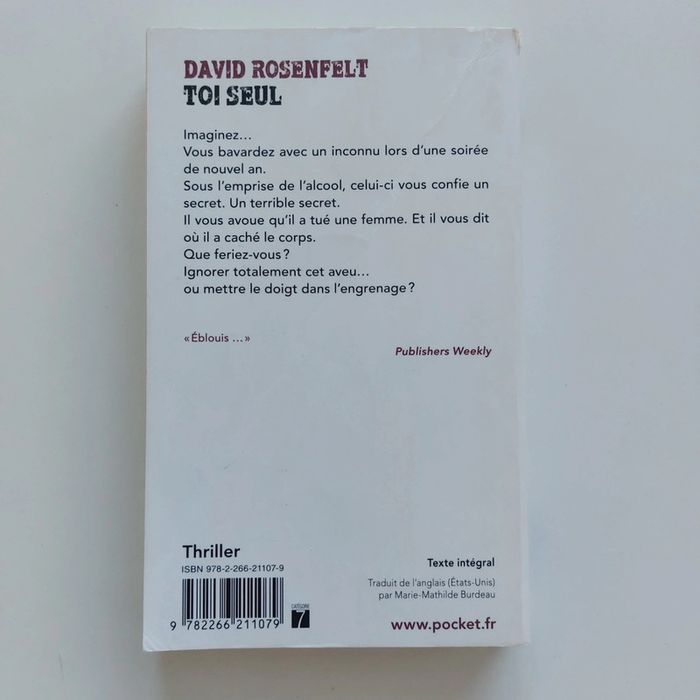 DAVID ROSENFELT
TOI SEUL
Imaginez…
Vous bavardez avec un inconnu lors d'une soirée
de nouvel an.
Sous l'emprise de l'alcool, celui-ci vous confie un
secret. Un terrible secret.
Il vous avoue qu'il a tué une femme. Et il vous dit
où il a caché le corps.
Que feriez-vous ?
Ignorer totalement cet aveu…
ou mettre le doigt dans l'engrenage ?
« Éblouis … »
Publishers Weekly
Thriller
ISBN 978-2-266-21107-9
9 782266 211079
CATÉGORIE
7
Texte intégral
Traduit de l'anglais (États-Unis)
par Marie-Mathilde Burdeau
www.pocket.fr